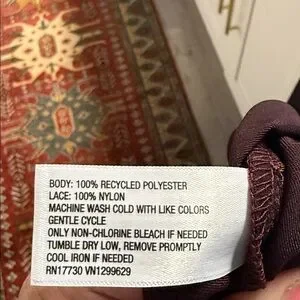 BODY: 100% RECYCLED POLYESTER
LACE: 100% NYLON
MACHINE WASH COLD WITH LIKE COLORS
GENTLE CYCLE
ONLY NON-CHLORINE BLEACH IF NEEDED
TUMBLE DRY LOW, REMOVE PROMPTLY
COOL IRON IF NEEDED
RN17730 VN1299629